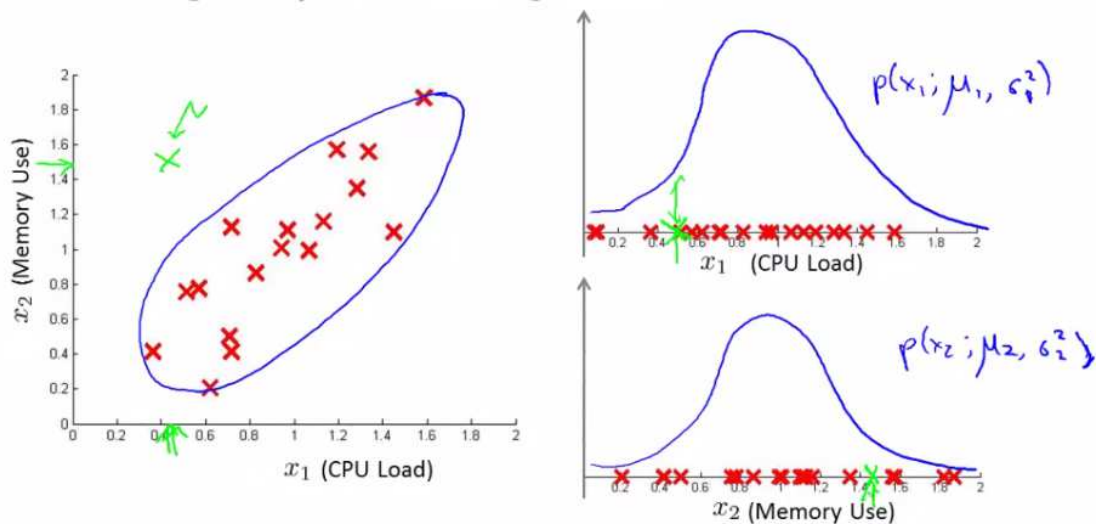 2
1.8
1.6
1.4
1.2
1
0.8
0.6
0.4
0.2
0
x₂ (Memory Use)
0 0.2 0.4 0.6 0.8 1 1.2 1.4 1.6 1.8 2
x₁ (CPU Load)
p(x₁; μ₁, σ₁²)
0.2 0.6 0.8 1.2 1.4 1.6 1.8 2
x₁ (CPU Load)
p(x₂; μ₂, σ₂²)
0.2 0.4 0.6 0.8 1 1.2 1.4 1.6 1.8 2
x₂ (Memory Use)